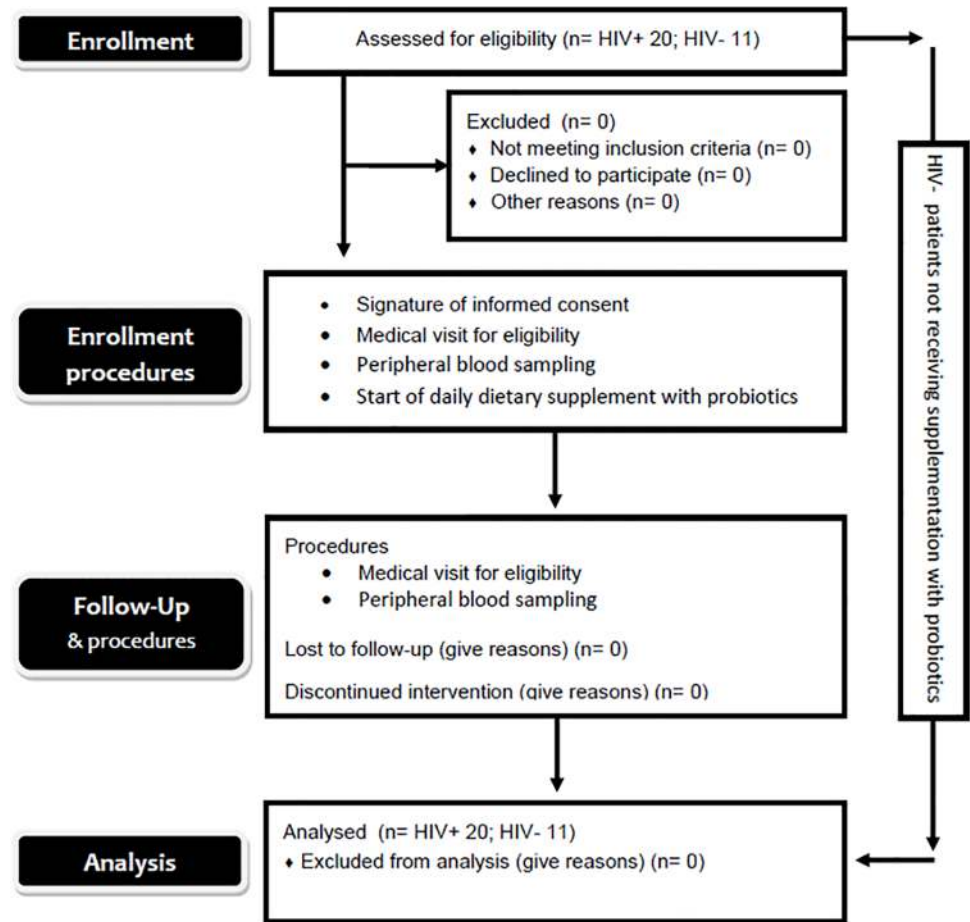 Enrollment
Assessed for eligibility (n= HIV+ 20; HIV- 11)
Excluded (n= 0)
♦ Not meeting inclusion criteria (n= 0)
♦ Declined to participate (n= 0)
♦ Other reasons (n= 0)
HIV- patients not receiving supplementation with probiotics
Enrollment
procedures
• Signature of informed consent
• Medical visit for eligibility
• Peripheral blood sampling
• Start of daily dietary supplement with probiotics
Follow-Up
& procedures
Procedures
• Medical visit for eligibility
• Peripheral blood sampling
Lost to follow-up (give reasons) (n= 0)
Discontinued intervention (give reasons) (n= 0)
Analysis
Analysed (n= HIV+ 20; HIV- 11)
♦ Excluded from analysis (give reasons) (n= 0)